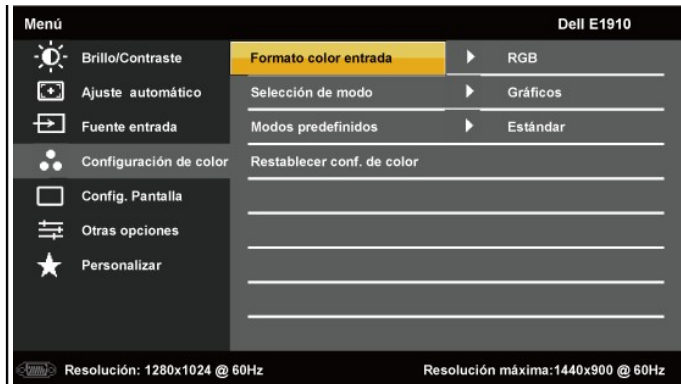 Menú Dell E1910
Brillo/Contraste Formato color entrada RGB
Ajuste automático Selección de modo Gráficos
Fuente entrada Modos predefinidos Estándar
Configuración de color Restablecer conf. de color
Config. Pantalla
Otras opciones
Personalizar
Resolución: 1280x1024 @ 60Hz Resolución máxima:1440x900 @ 60Hz